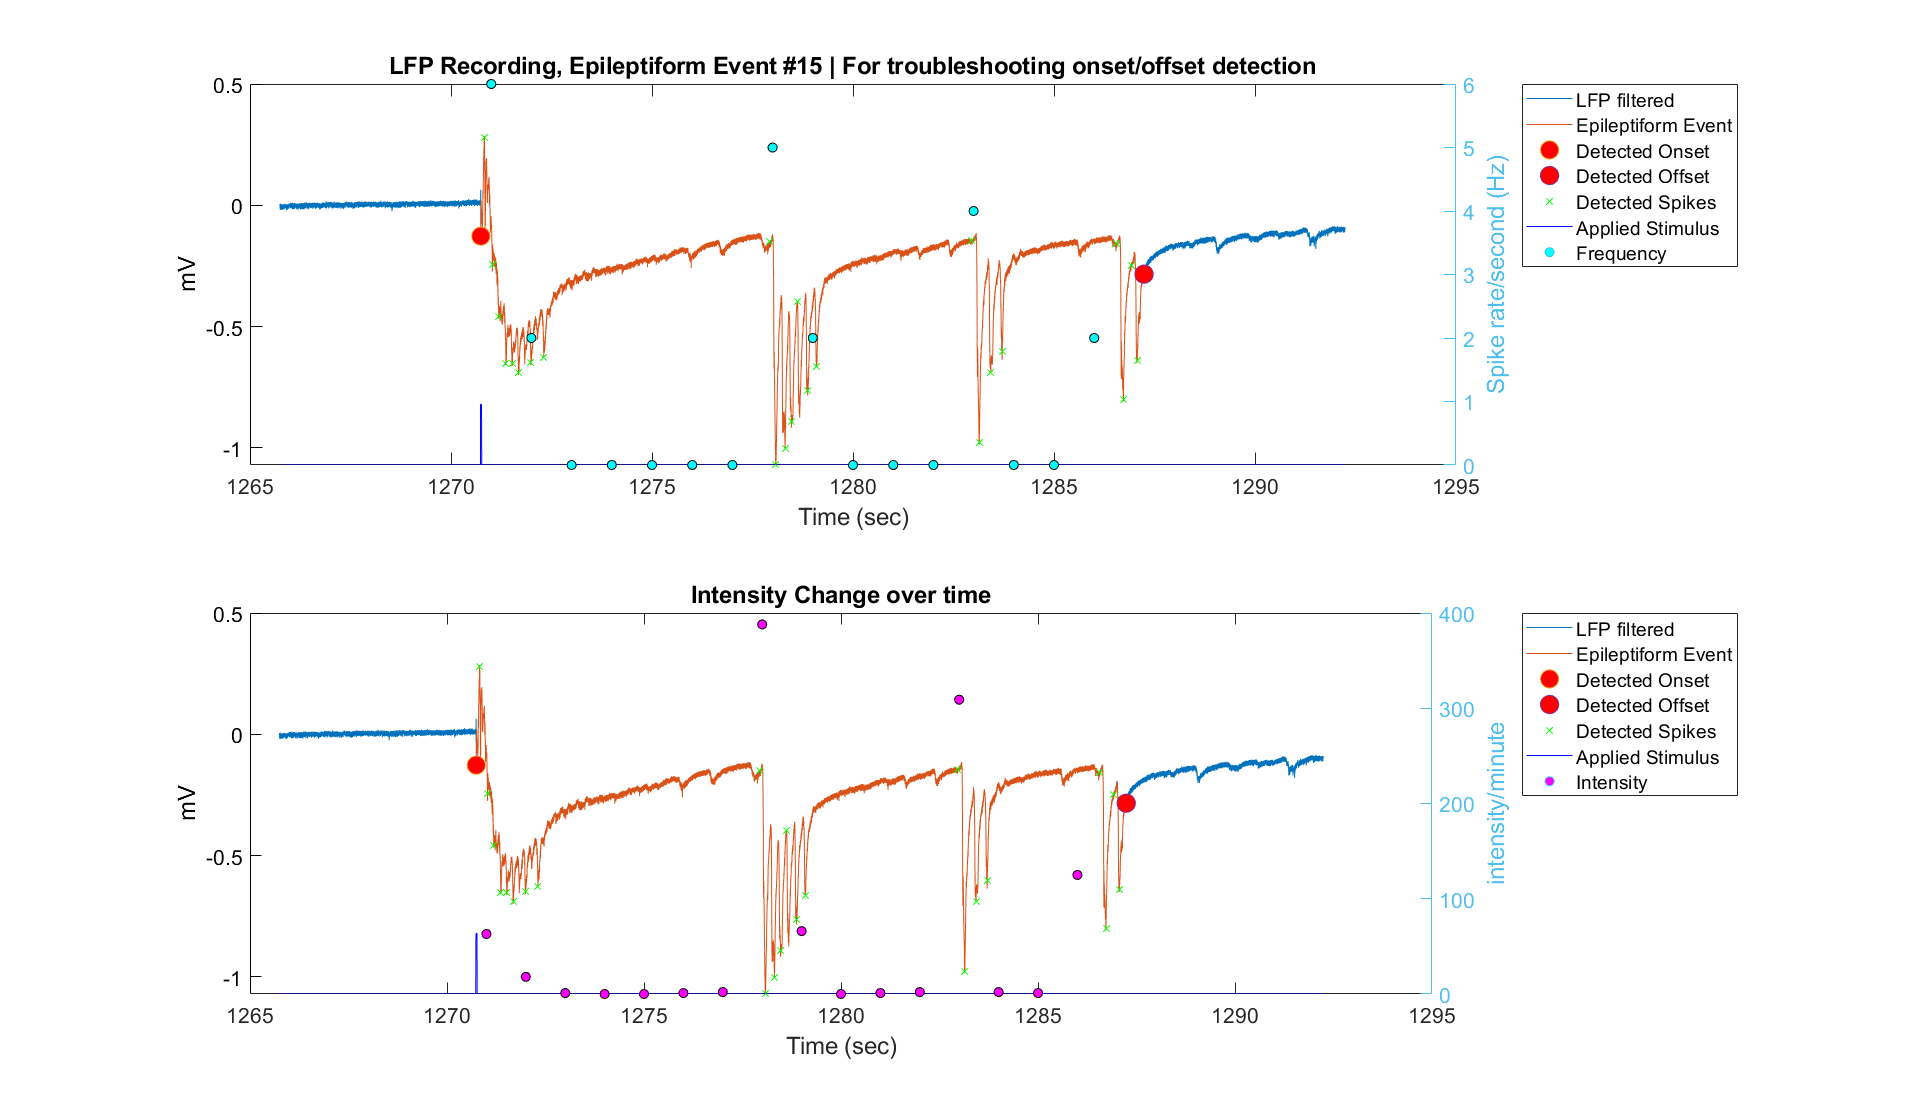 LFP Recording, Epileptiform Event #15 | For troubleshooting onset/offset detection
0.5
0
-0.5
-1
mV
6
5
4
3
2
1
0
Spike rate/second (Hz)
1265 1270 1275 1280 1285 1290 1295
Time (sec)
LFP filtered
Epileptiform Event
Detected Onset
Detected Offset
Detected Spikes
Applied Stimulus
Frequency
Intensity Change over time
0.5
0
-0.5
-1
mV
400
300
200
100
0
intensity/minute
1265 1270 1275 1280 1285 1290 1295
Time (sec)
LFP filtered
Epileptiform Event
Detected Onset
Detected Offset
Detected Spikes
Applied Stimulus
Intensity